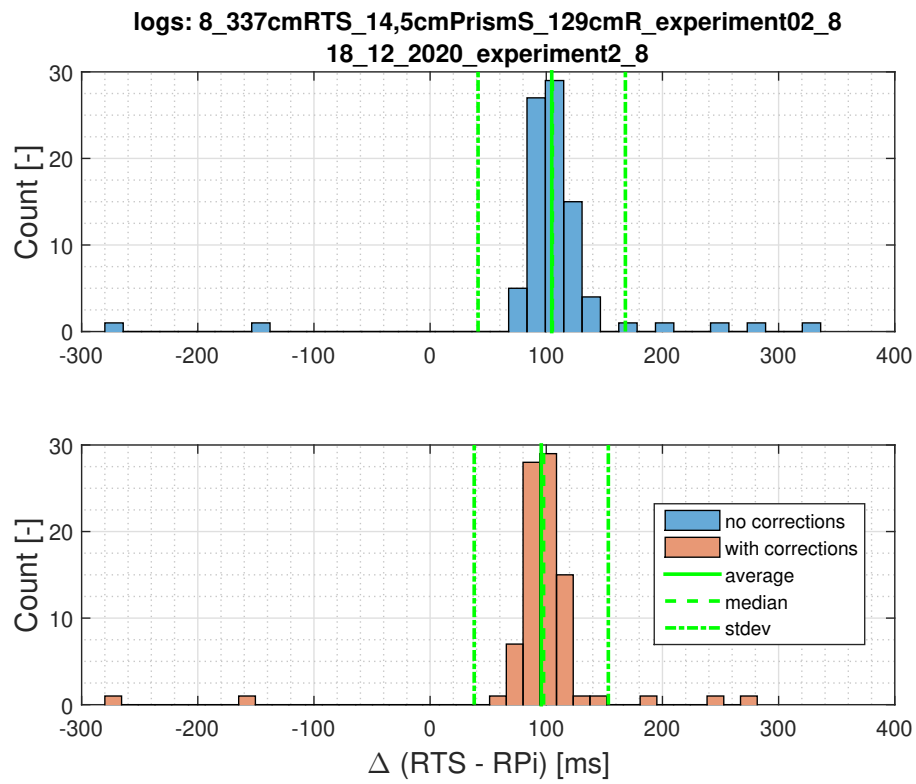 logs: 8_337cmRTS_14,5cmPrismS_129cmR_experiment02_8
18_12_2020_experiment2_8
30
20
10
0
Count [-]
-300 -200 -100 0 100 200 300 400
30
20
10
0
Count [-]
no corrections
with corrections
average
median
stdev
-300 -200 -100 0 100 200 300 400
Δ (RTS - RPi) [ms]